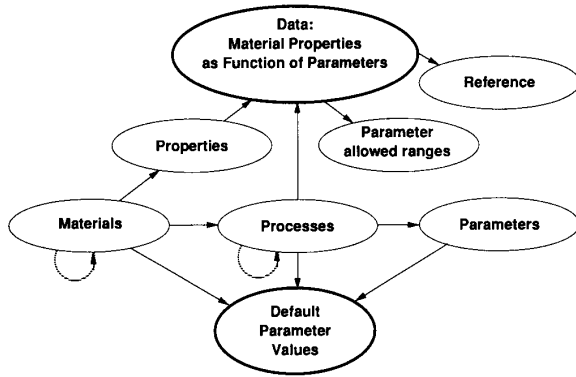 Data:
Material Properties
as Function of Parameters
Reference
Parameter
allowed ranges
Properties
Materials
Processes
Parameters
Default
Parameter
Values